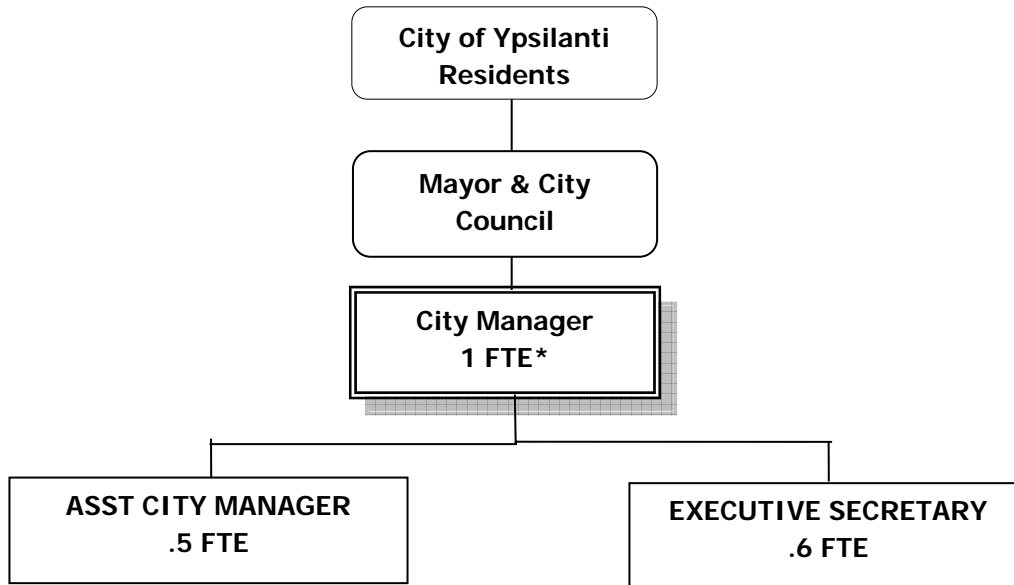 City of Ypsilanti
Residents
Mayor & City
Council
City Manager
1 FTE*
ASST CITY MANAGER
.5 FTE
EXECUTIVE SECRETARY
.6 FTE